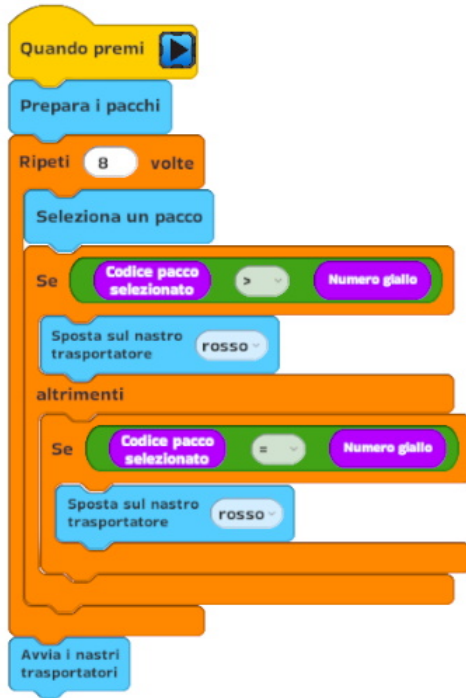 Quando premi
Prepara i pacchi
Ripeti 8 volte
Seleziona un pacco
Se Codice pacco selezionato > Numero giallo
Sposta sul nastro trasportatore rosso
altrimenti
Se Codice pacco selezionato = Numero giallo
Sposta sul nastro trasportatore rosso
Avvia i nastri
trasportatori